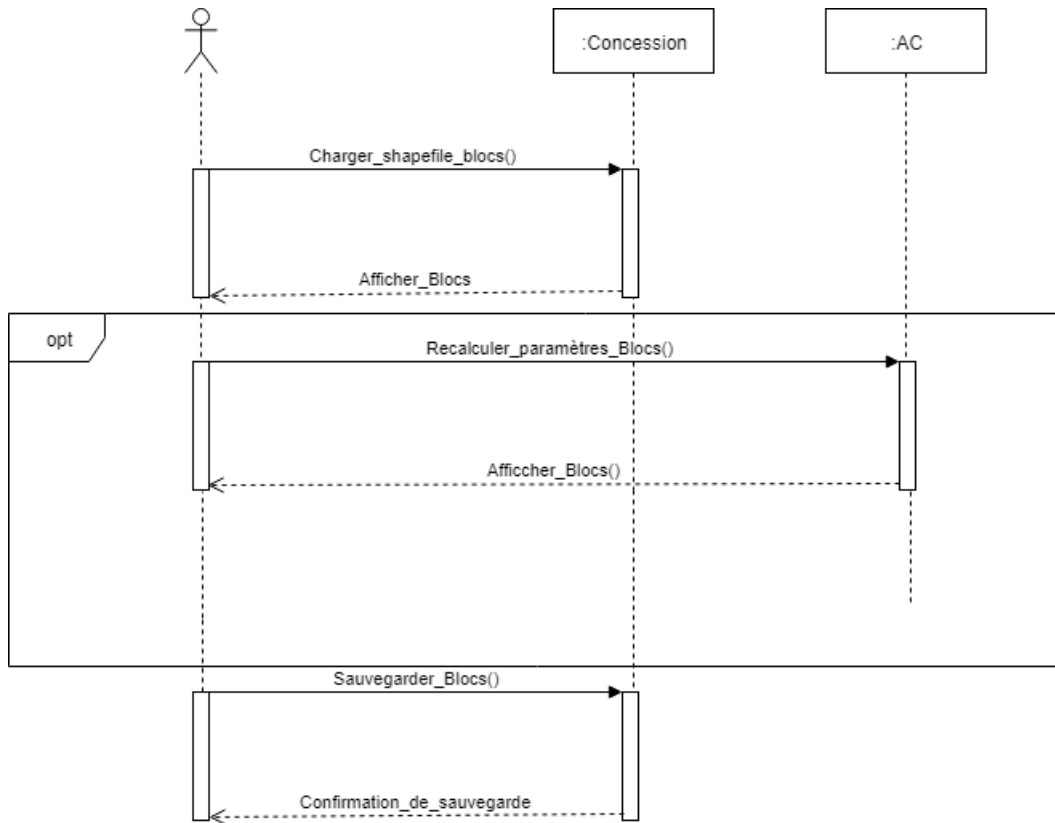 :Concession
:AC
Charger_shapefile_blocs()
Afficher_Blocs
opt
Recalculer_paramètres_Blocs()
Afficcher_Blocs()
Sauvegarder_Blocs()
Confirmation_de_sauvegarde